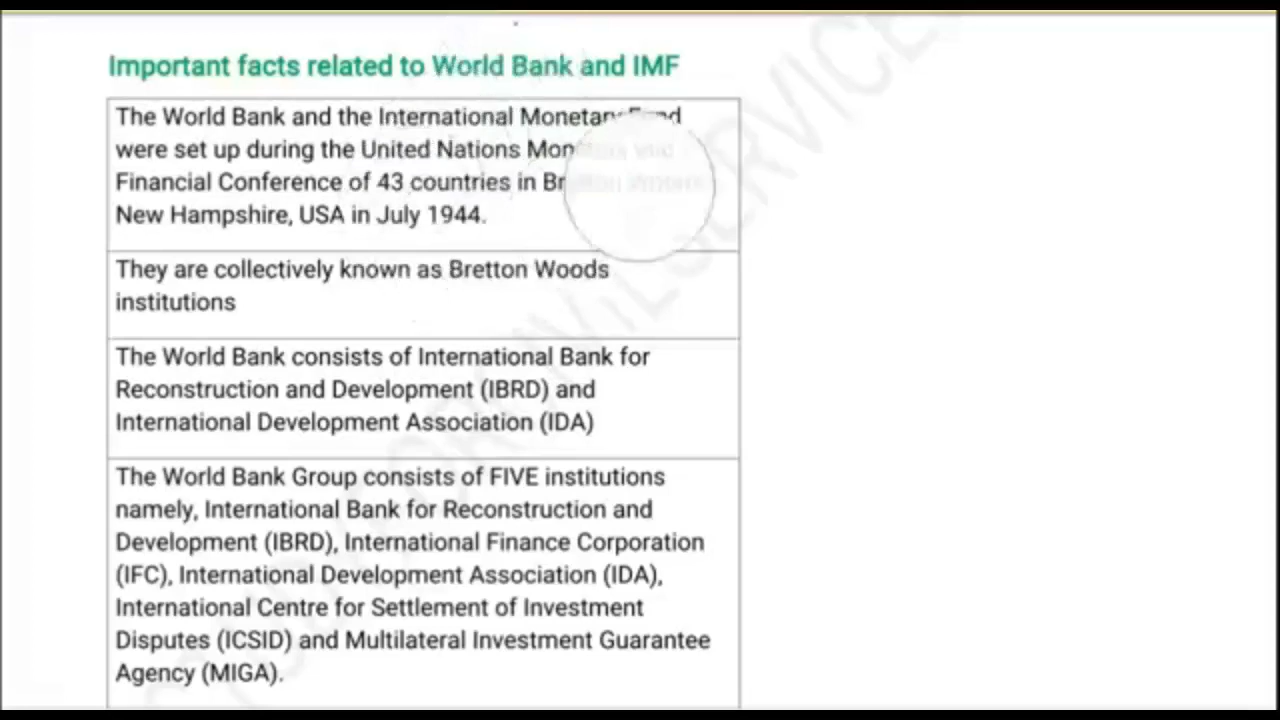 Important facts related to World Bank and IMF
The World Bank and the International Monetary Fund
were set up during the United Nations Monetary and
Financial Conference of 43 countries in Bretton Woods,
New Hampshire, USA in July 1944.
They are collectively known as Bretton Woods
institutions
The World Bank consists of International Bank for
Reconstruction and Development (IBRD) and
International Development Association (IDA)
The World Bank Group consists of FIVE institutions
namely, International Bank for Reconstruction and
Development (IBRD), International Finance Corporation
(IFC), International Development Association (IDA),
International Centre for Settlement of Investment
Disputes (ICSID) and Multilateral Investment Guarantee
Agency (MIGA).